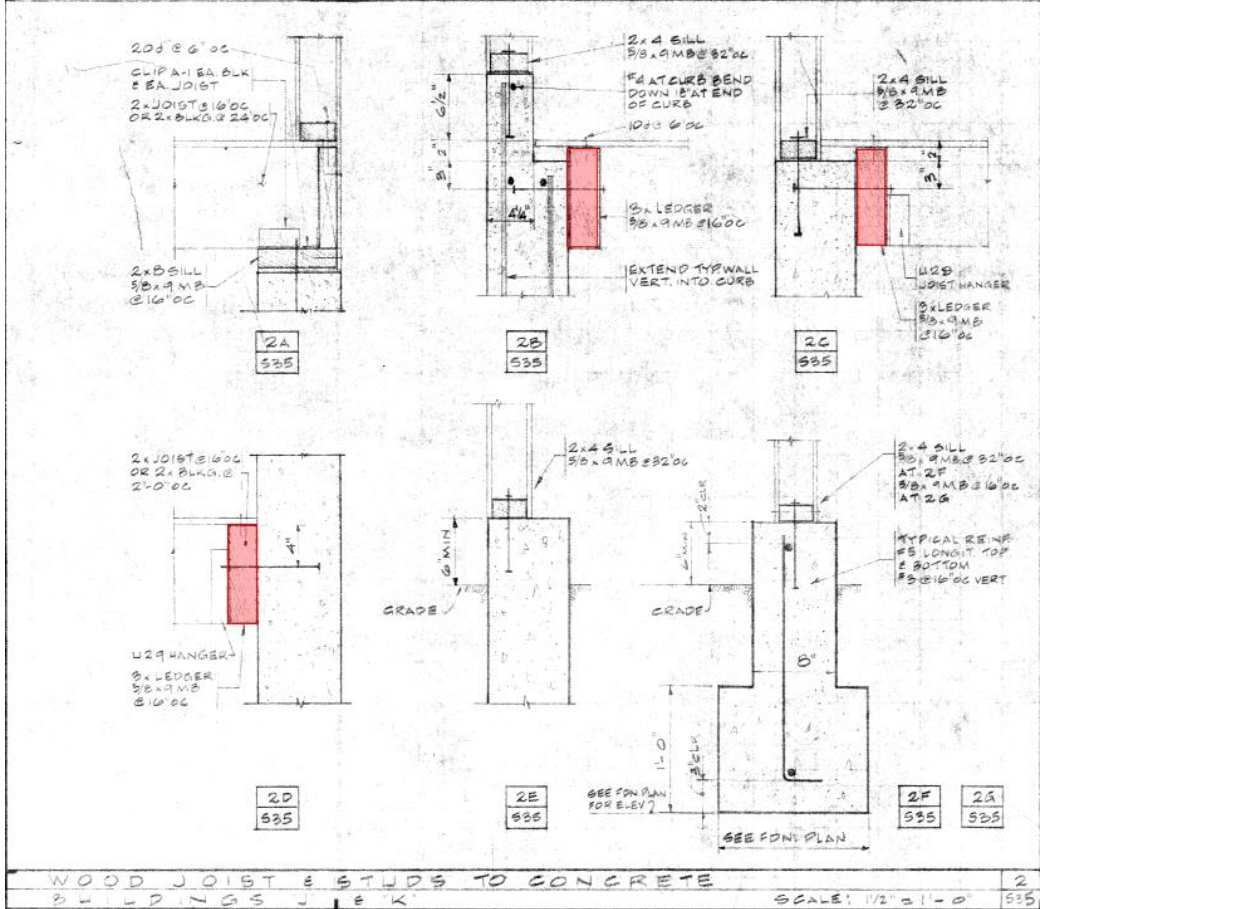 20d @ 6" OC
CLIP A-1 EA. BLK
& EA. JOIST
2x JOIST @ 16" OC
OR 2x BLKG. @ 24" OC
2x8 SILL
5/8 x 9 MB
@ 16" OC
2A
S35
2x4 SILL
5/8 x 9 MB @ 32" OC
#4 AT CURB BEND
DOWN 18" AT END
OF CURB
10d @ 6" OC
6 1/2"
2"
3"
3x LEDGER
5/8 x 9 MB @ 16" OC
EXTEND TYP. WALL
VERT. INTO CURB
2B
S35
2x4 SILL
5/8 x 9 MB
@ 32" OC
2"
3"
JOIST HANGER
3x LEDGER
5/8 x 9 MB
@ 16" OC
2C
S35
2x JOIST @ 16" OC
OR 2x BLKG. @
2'-0" OC
4"
U29 HANGER
3x LEDGER
5/8 x 9 MB
@ 16" OC
2D
S35
2x4 SILL
5/8 x 9 MB @ 32" OC
6" MIN
GRADE
2E
S35
2x4 SILL
5/8 x 9 MB @ 32" OC
AT 2F
5/8 x 9 MB @ 16" OC
AT 2G
2" CLR
6" MIN
TYPICAL REINF
#5 LONGIT. TOP
& BOTTOM
#3 @ 16" OC VERT
GRADE
8"
1'-0"
3" CLR
SEE FDN PLAN
FOR ELEV
SEE FDN PLAN
2F
S35
2G
S35
WOOD JOIST & STUDS TO CONCRETE
BUILDINGS J & K
SCALE: 1 1/2" = 1'-0"
2
S35